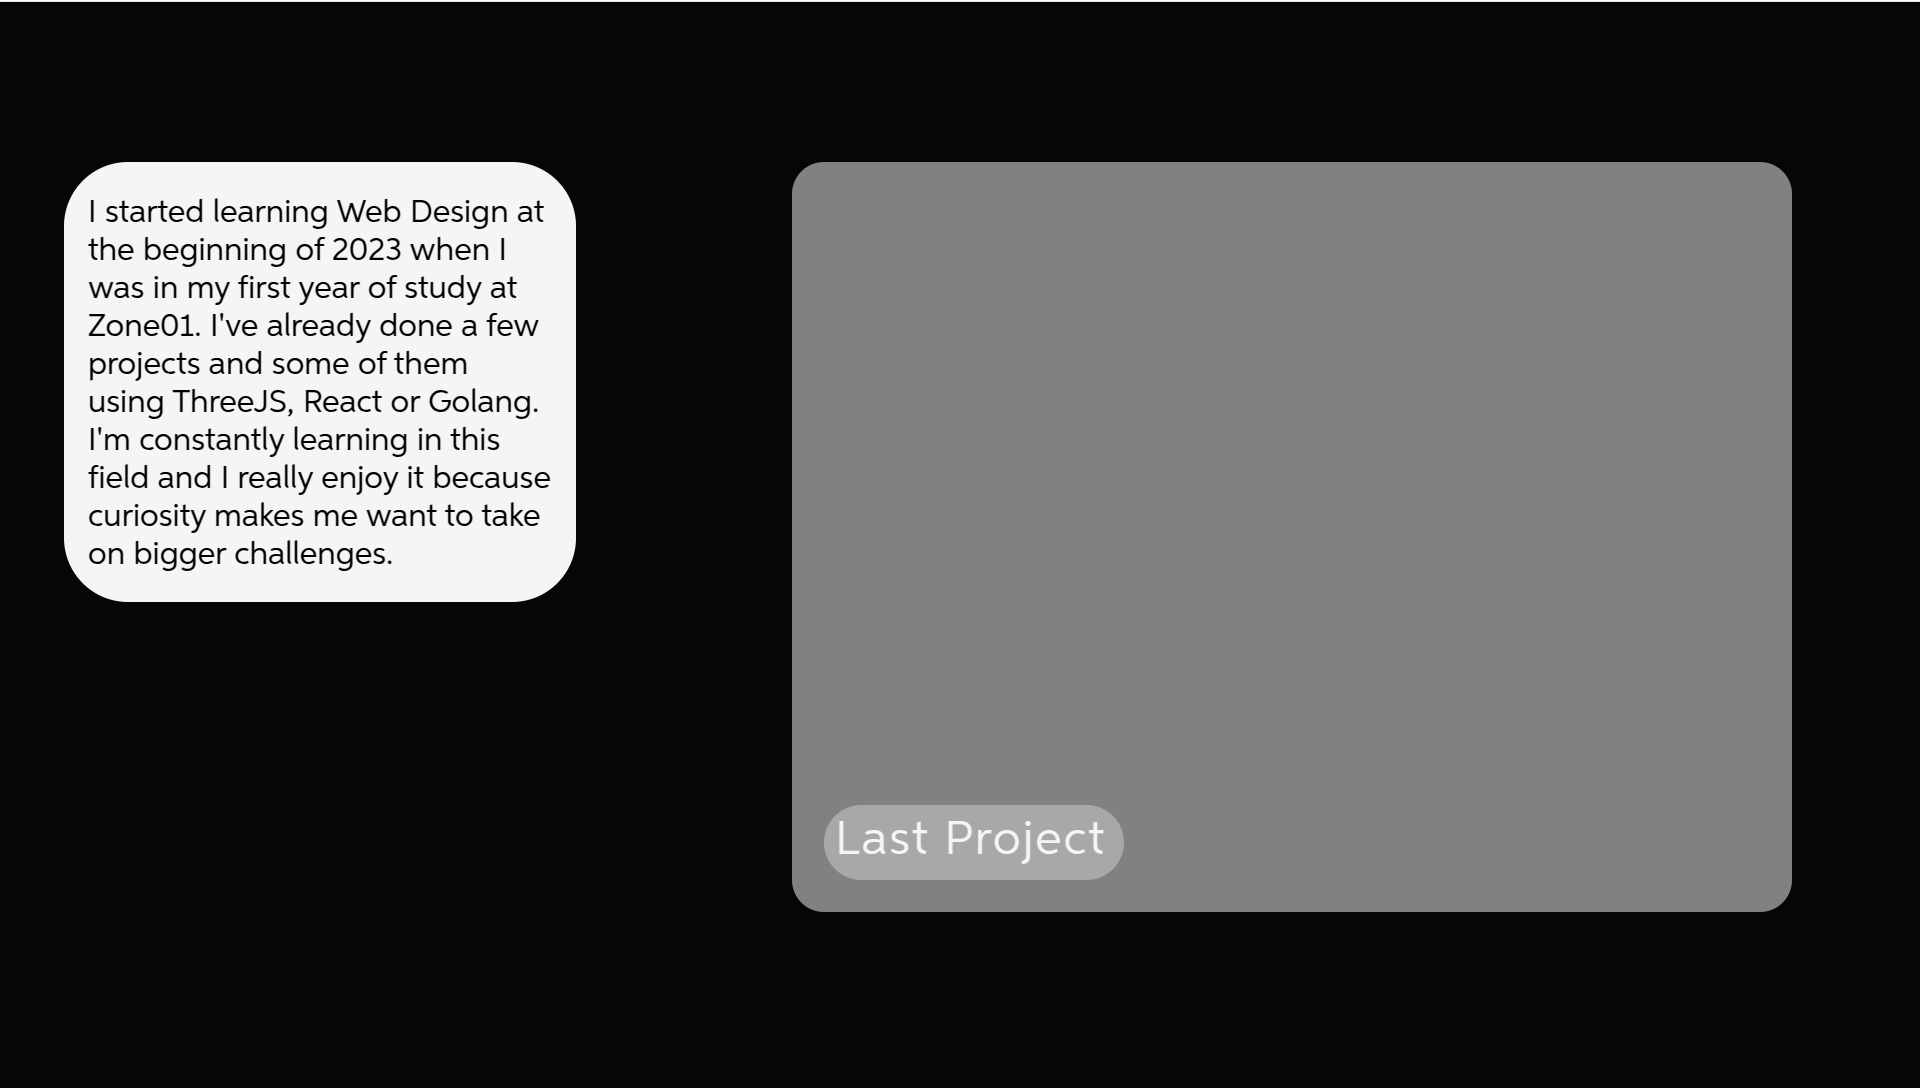 I started learning Web Design at
the beginning of 2023 when I
was in my first year of study at
Zone01. I've already done a few
projects and some of them
using ThreeJS, React or Golang.
I'm constantly learning in this
field and I really enjoy it because
curiosity makes me want to take
on bigger challenges.
Last Project